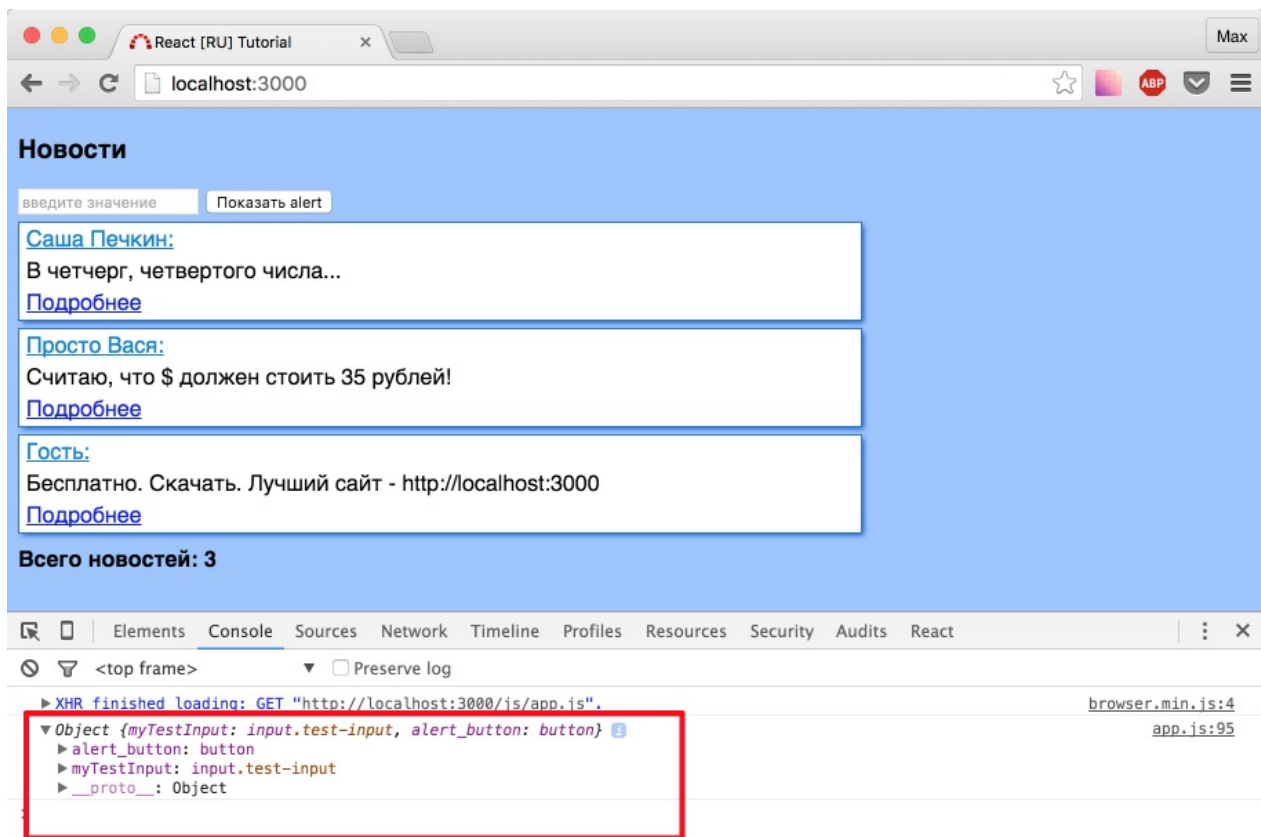 React [RU] Tutorial
Max
localhost:3000
ABP
Новости
введите значение Показать alert
Саша Печкин:
В четчерг, четвертого числа...
Подробнее
Просто Вася:
Считаю, что $ должен стоить 35 рублей!
Подробнее
Гость:
Бесплатно. Скачать. Лучший сайт - http://localhost:3000
Подробнее
Всего новостей: 3
Elements Console Sources Network Timeline Profiles Resources Security Audits React
<top frame> Preserve log
XHR finished loading: GET "http://localhost:3000/js/app.js". browser.min.js:4
Object {myTestInput: input.test-input, alert_button: button} app.js:95
alert_button: button
myTestInput: input.test-input
__proto__: Object